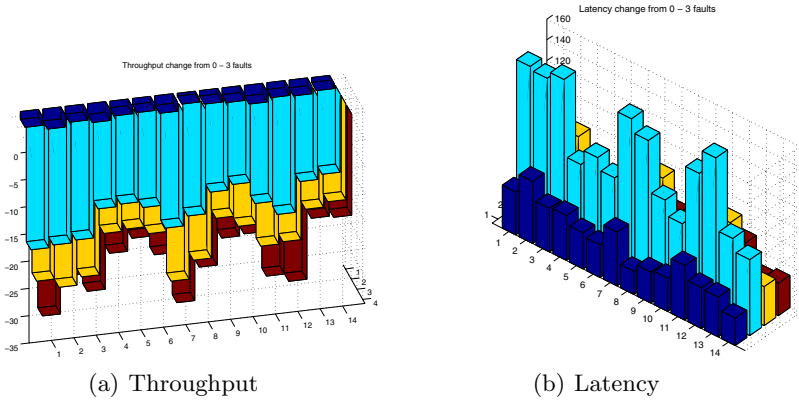 Throughput change from 0 – 3 faults
0
−5
−10
−15
−20
−25
−30
−35
1 2 3 4 5 6 7 8 9 10 11 12 13 14
1
2
3
4
(a) Throughput
Latency change from 0 – 3 faults
160
140
120
1
2
1 2 3 4 5 6 7 8 9 10 11 12 13 14
(b) Latency